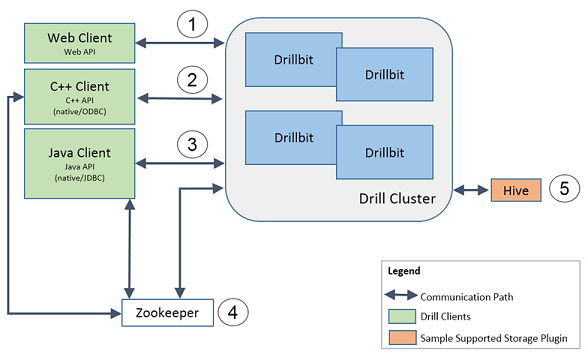 1
Web Client
Web API
2
C++ Client
C++ API
(native/ODBC)
3
Java Client
Java API
(native/JDBC)
Drillbit
Drillbit
Drillbit
Drillbit
Drill Cluster
Hive
5
Zookeeper
4
Legend
Communication Path
Drill Clients
Sample Supported Storage Plugin